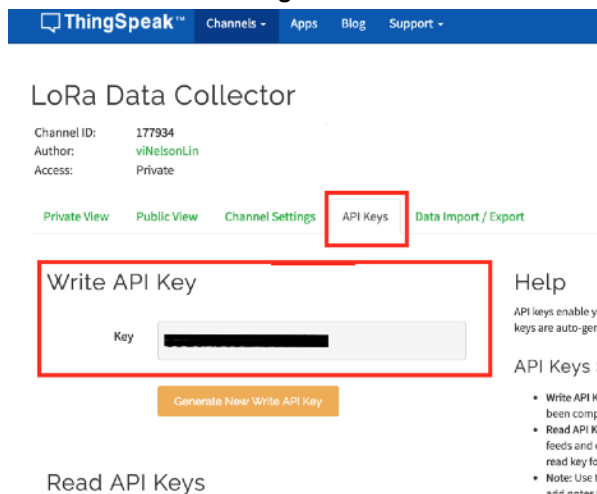 ThingSpeak™ Channels Apps Blog Support
LoRa Data Collector
Channel ID: 177934
Author: viNelsonLin
Access: Private
Private View Public View Channel Settings API Keys Data Import / Export
Write API Key
Key
Generate New Write API Key
Read API Keys
Help
API keys enable
keys are auto-
API Keys
• Write API
been
• Read API
feeds and
read key
• Note: Use
add notes